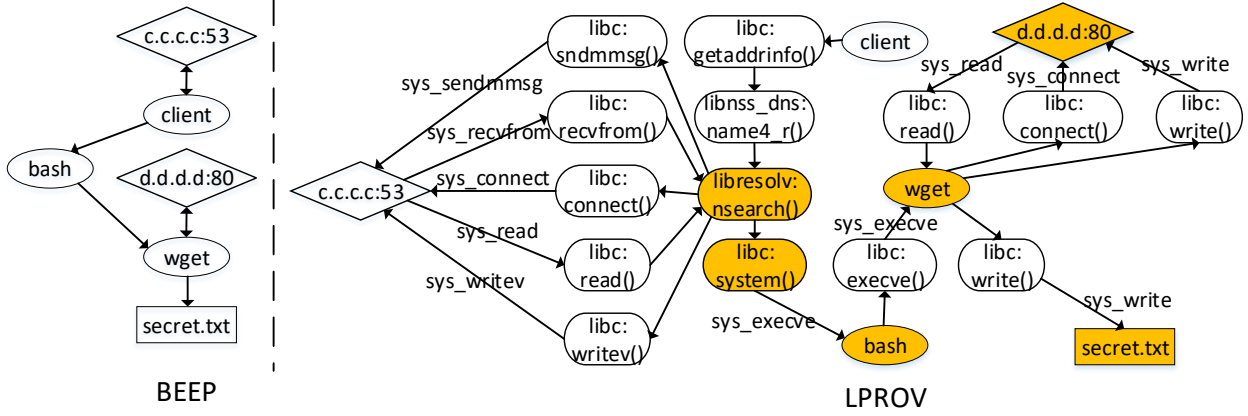 c.c.c.c:53
client
bash
d.d.d.d:80
wget
secret.txt
BEEP
libc:
sndmmsg()
libc:
getaddrinfo()
client
d.d.d.d:80
sys_sendmmsg
sys_read
sys_connect
sys_write
libc:
recvfrom()
sys_recvfrom
libnss_dns:
name4_r()
libc:
read()
libc:
connect()
libc:
write()
c.c.c.c:53
sys_connect
libc:
connect()
libresolv:
nsearch()
wget
sys_read
libc:
read()
libc:
system()
sys_execve
libc:
execve()
libc:
write()
sys_writev
libc:
writev()
sys_execve
bash
sys_write
secret.txt
LPROV